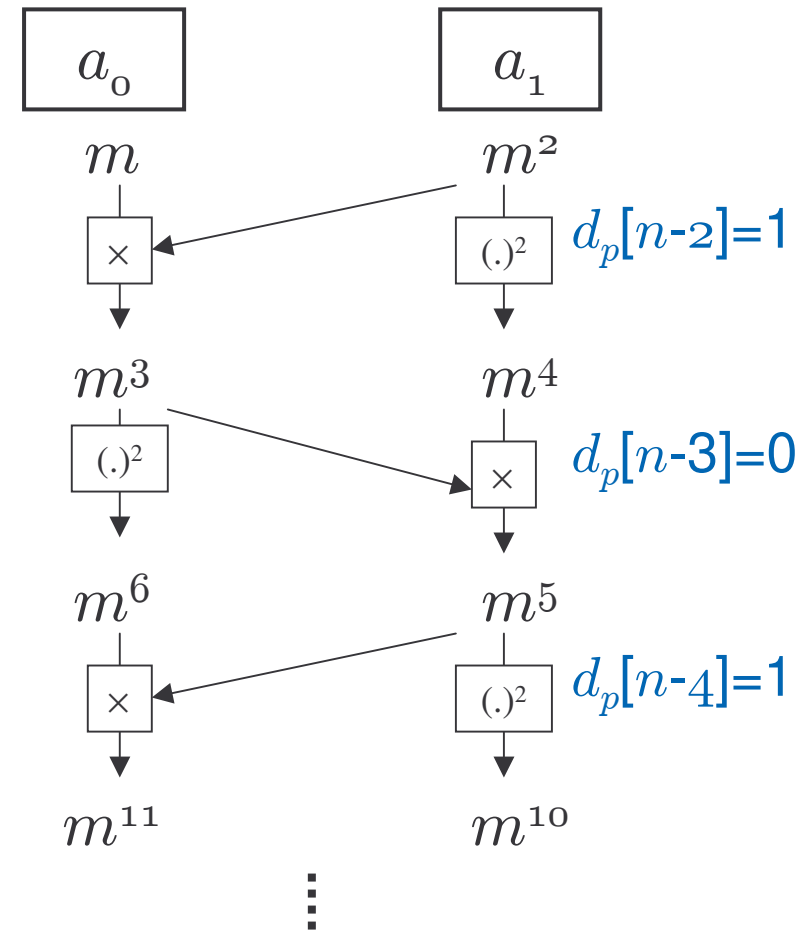 a₀ a₁
m m²
× (.)² dₚ[n-2]=1
m³ m⁴
(.)² × dₚ[n-3]=0
m⁶ m⁵
× (.)² dₚ[n-4]=1
m¹¹ m¹⁰